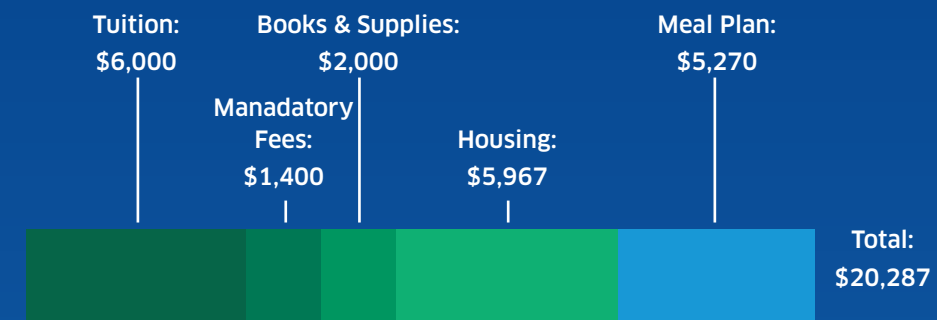 Tuition:
$6,000
Books & Supplies:
$2,000
Meal Plan:
$5,270
Manadatory
Fees:
$1,400
Housing:
$5,967
Total:
$20,287